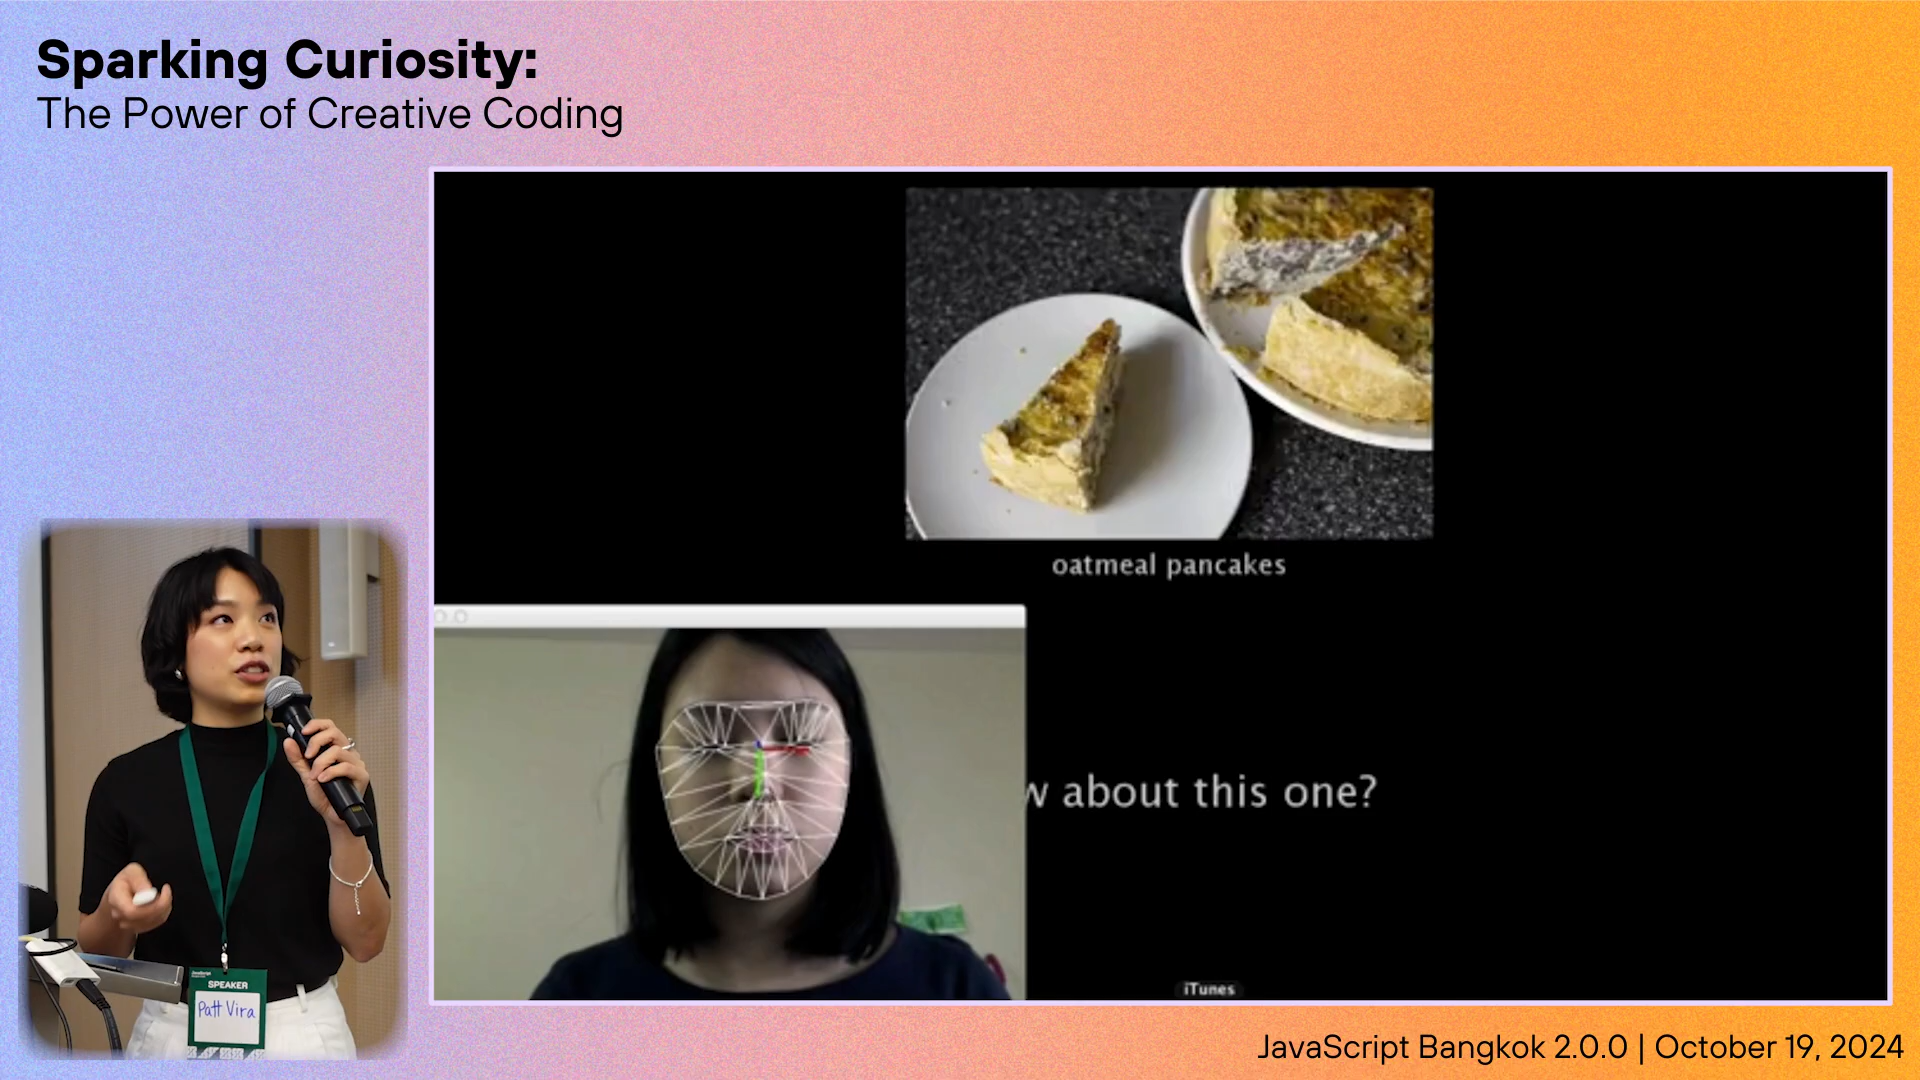 Sparking Curiosity:
The Power of Creative Coding
oatmeal pancakes
w about this one?
iTunes
SPEAKER
Patt Vira
JavaScript Bangkok 2.0.0 | October 19, 2024